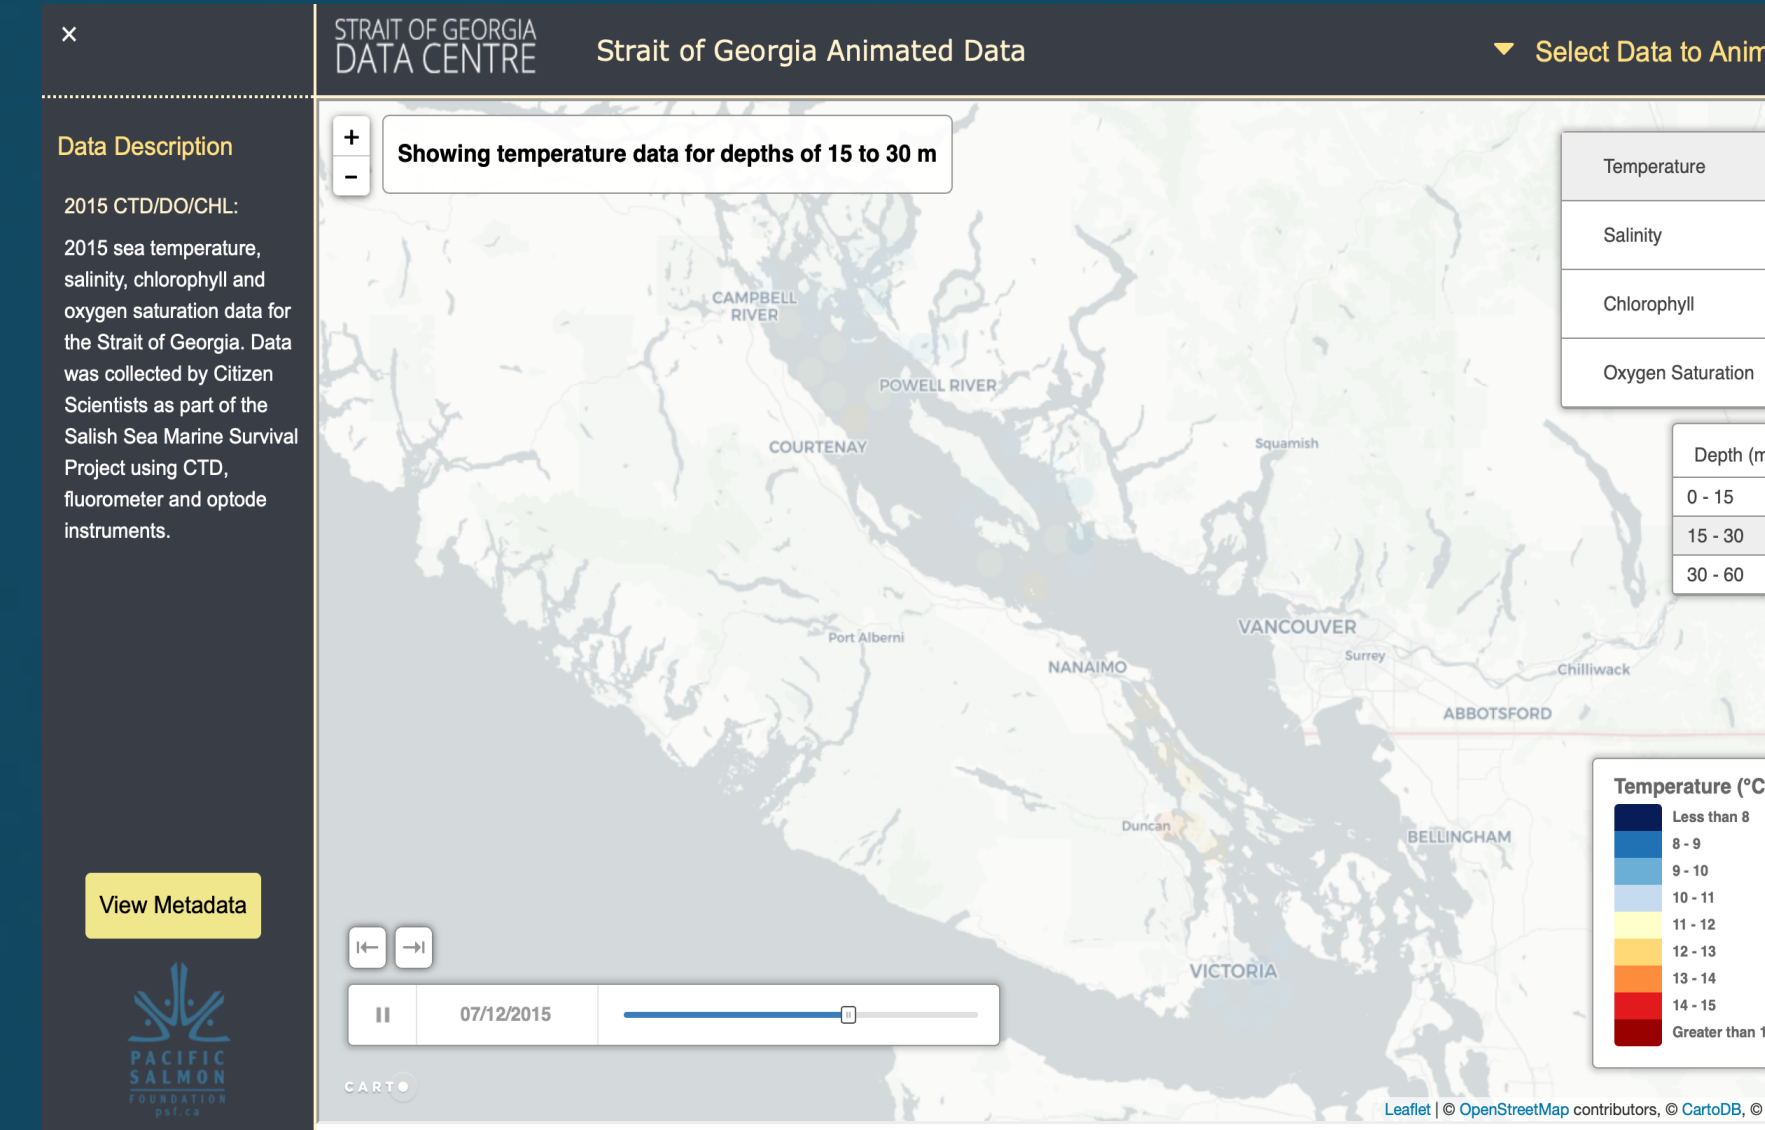 ×
STRAIT OF GEORGIA
DATA CENTRE
Strait of Georgia Animated Data
Select Data to Anim
Data Description
2015 CTD/DO/CHL:
2015 sea temperature,
salinity, chlorophyll and
oxygen saturation data for
the Strait of Georgia. Data
was collected by Citizen
Scientists as part of the
Salish Sea Marine Survival
Project using CTD,
fluorometer and optode
instruments.
View Metadata
PACIFIC
SALMON
FOUNDATION
psf.ca
+
−
Showing temperature data for depths of 15 to 30 m
Temperature
Salinity
Chlorophyll
Oxygen Saturation
Depth (m
0 - 15
15 - 30
30 - 60
CAMPBELL
RIVER
POWELL RIVER
COURTENAY
Squamish
Port Alberni
VANCOUVER
Surrey
NANAIMO
Chilliwack
ABBOTSFORD
Duncan
BELLINGHAM
VICTORIA
Temperature (°C
Less than 8
8 - 9
9 - 10
10 - 11
11 - 12
12 - 13
13 - 14
14 - 15
Greater than 1
07/12/2015
CARTO
Leaflet | © OpenStreetMap contributors, © CartoDB, ©